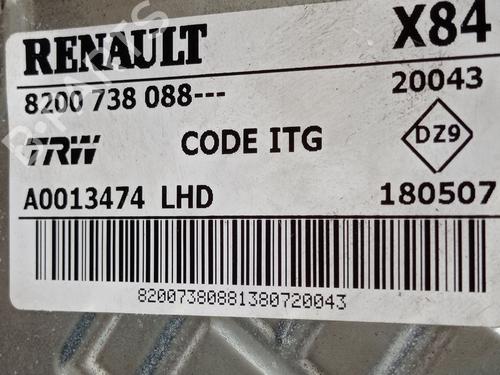 RENAULT X84
8200 738 088--- 20043
TRW CODE ITG DZ9
A0013474 LHD 180507
82007380881380720043